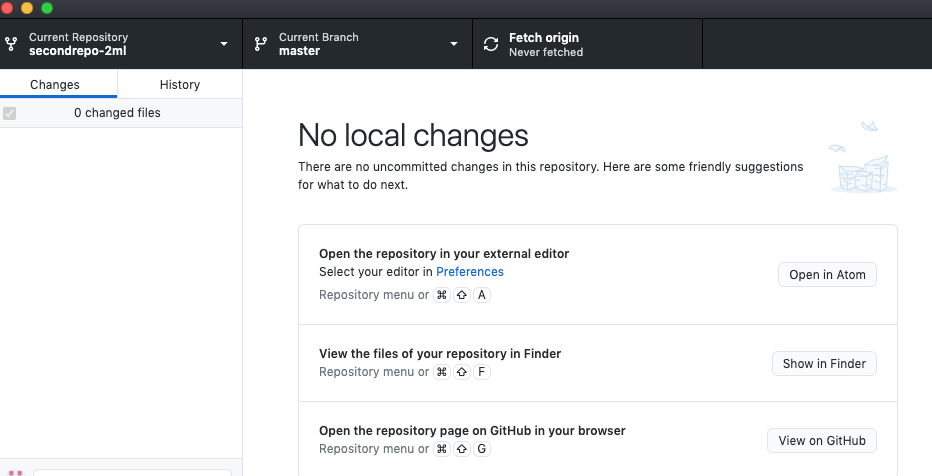 Current Repository
secondrepo-2ml
Current Branch
master
Fetch origin
Never fetched
Changes
History
0 changed files
No local changes
There are no uncommitted changes in this repository. Here are some friendly suggestions
for what to do next.
Open the repository in your external editor
Select your editor in Preferences
Repository menu or ⌘ ⇧ A
Open in Atom
View the files of your repository in Finder
Repository menu or ⌘ ⇧ F
Show in Finder
Open the repository page on GitHub in your browser
Repository menu or ⌘ ⇧ G
View on GitHub